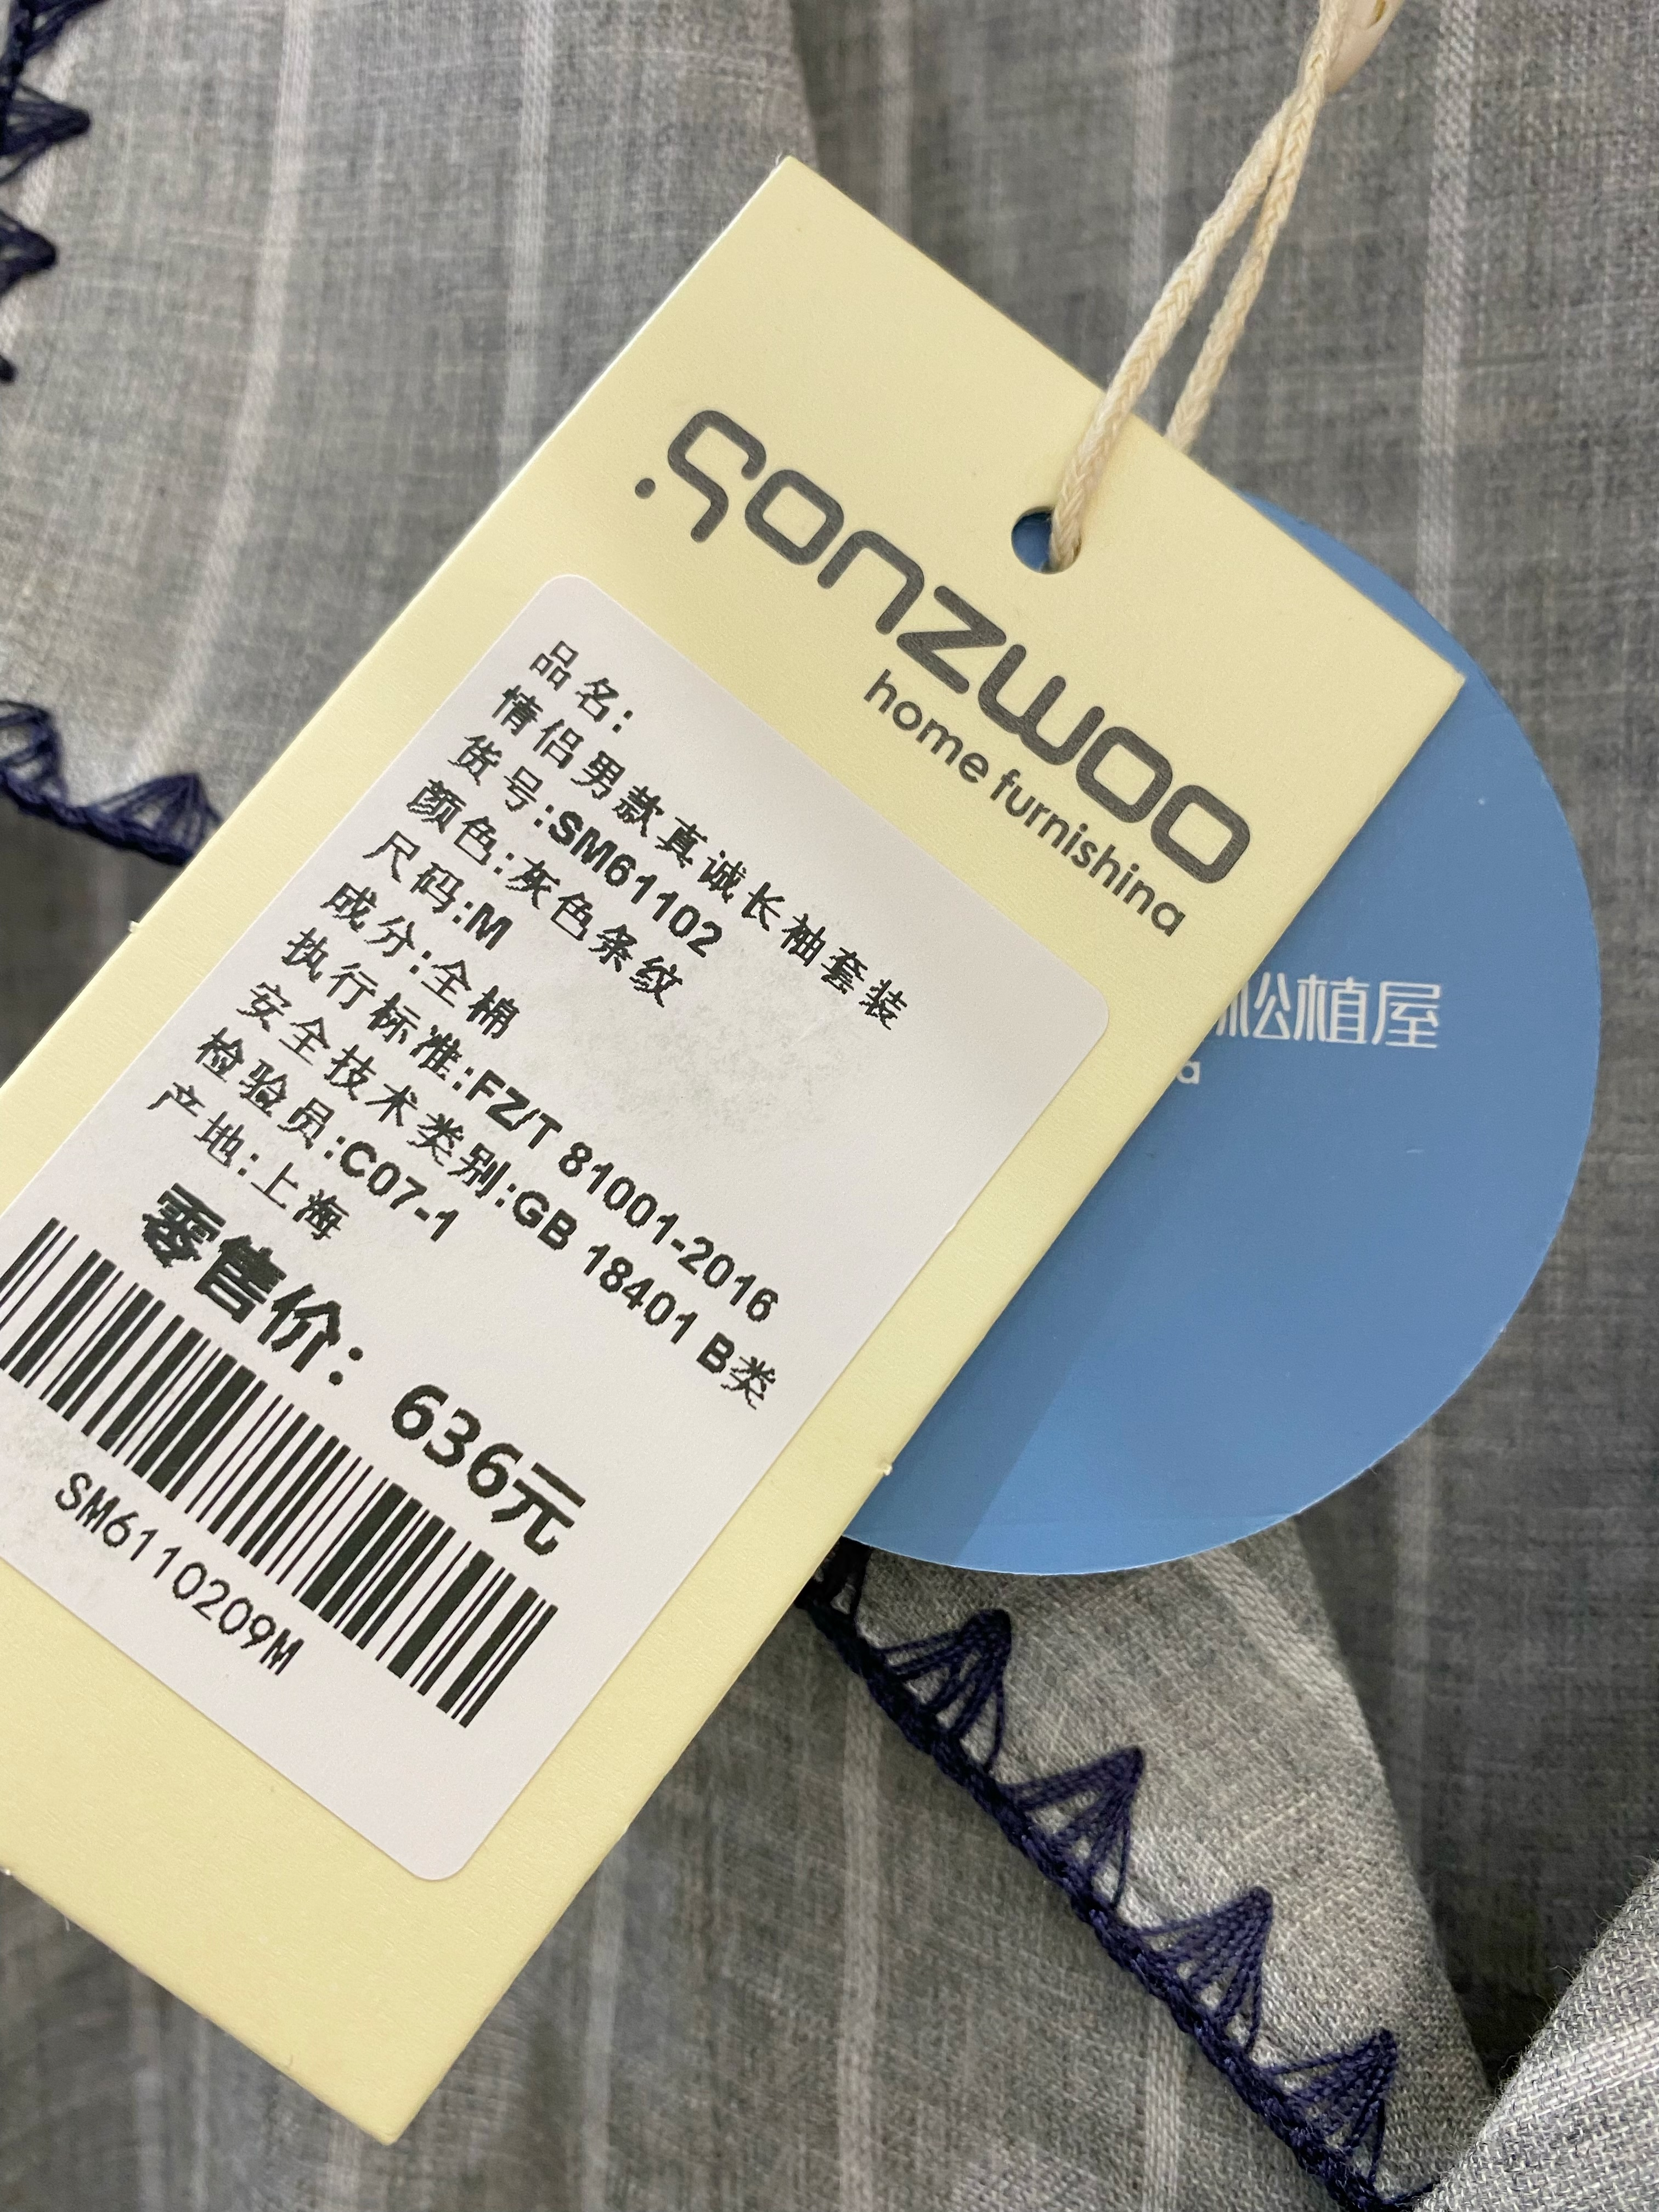 sonzwoo
home furnishing
品名:
情侣男款真诚长袖套装
货号:SM61102
颜色:灰色条纹
尺码:M
成分:全棉
执行标准:FZ/T 81001-2016
安全技术类别:GB 18401 B类
检验员:C07-1
产地:上海
零售价: 636元
SM6110209M
松植屋